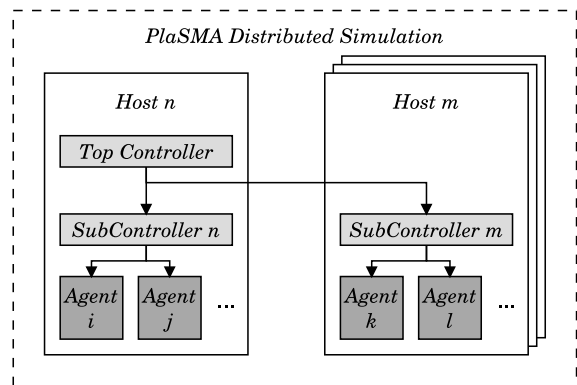 PlaSMA Distributed Simulation
Host n
Host m
Top Controller
SubController n
SubController m
Agent
i
Agent
j
...
Agent
k
Agent
l
...